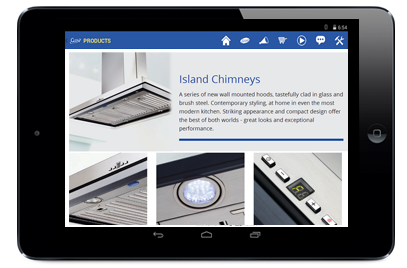 6:54
PRODUCTS
Island Chimneys
A series of new wall mounted hoods, tastefully clad in glass and
brush steel. Contemporary styling, at home in even the most
modern kitchen. Striking appearance and compact design offer
the best of both worlds - great looks and exceptional
performance.